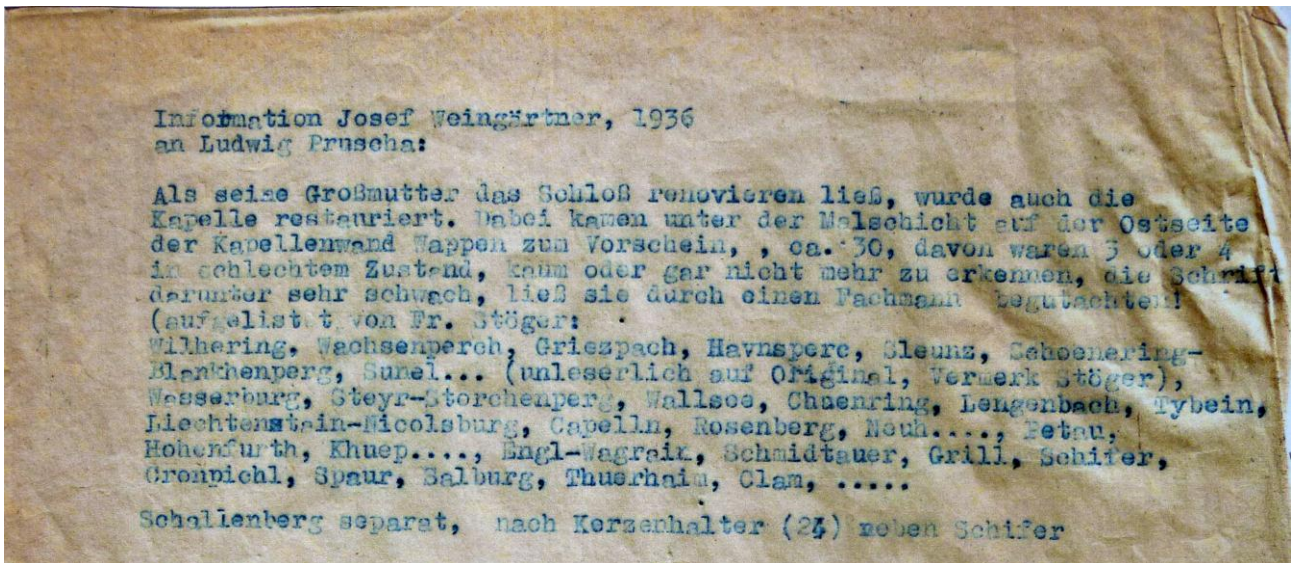 Information Josef Weingärtner, 1936
an Ludwig Pruscha:
Als seine Großmutter das Schloß renovieren ließ, wurde auch die
Kapelle restauriert. Dabei kamen unter der Malschicht auf der Ostseite
der Kapellenwand Wappen zum Vorschein, , ca. 30, davon waren 3 oder 4
in schlechtem Zustand, kaum oder gar nicht mehr zu erkennen, die Schrift
darunter sehr schwach, ließ sie durch einen Fachmann begutachten!
(aufgelistet von Fr. Stöger:
Wilhering, Wachsenperch, Griezpach, Havnsperc, Sleunz, Schoenering-
Blankhenperg, Sunel... (unleserlich auf Original, Vermerk Stöger),
Wasserburg, Steyr-Storchenperg, Wallsee, Chuenring, Lengenbach, Tybein,
Liechtenstein-Nicolsburg, Capelln, Rosenberg, Neuh...., Petau,
Hohenfurth, Khuep...., Engl-Wagrain, Schmidtauer, Grill, Schifer,
Cronpichl, Spaur, Salburg, Thuerhaim, Clam, .....
Schallenberg separat, nach Kerzenhalter (24) neben Schifer